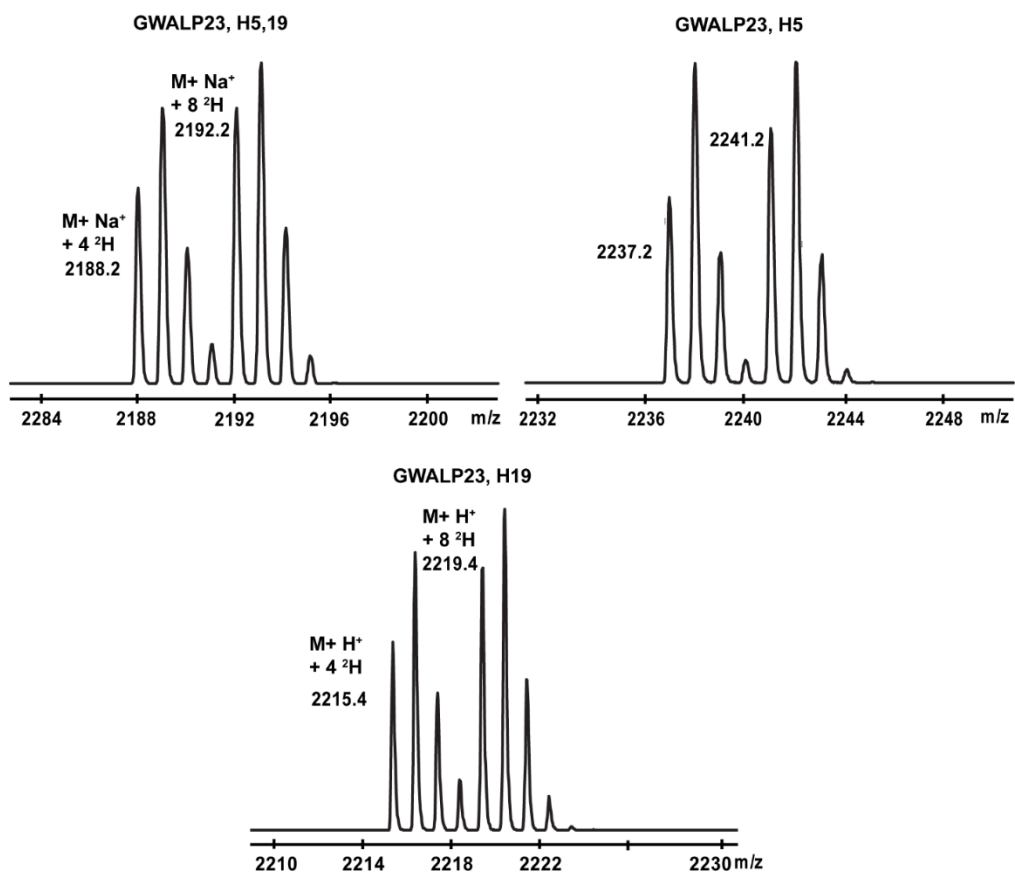 GWALP23, H5,19
M+ Na⁺
+ 8 ²H
2192.2
M+ Na⁺
+ 4 ²H
2188.2
2284 2188 2192 2196 2200 m/z
GWALP23, H5
2241.2
2237.2
2232 2236 2240 2244 2248 m/z
GWALP23, H19
M+ H⁺
+ 8 ²H
2219.4
M+ H⁺
+ 4 ²H
2215.4
2210 2214 2218 2222 2230 m/z